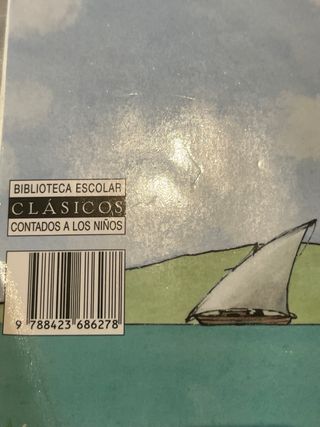 BIBLIOTECA ESCOLAR
CLÁSICOS
CONTADOS A LOS NIÑOS
9 788423 686278